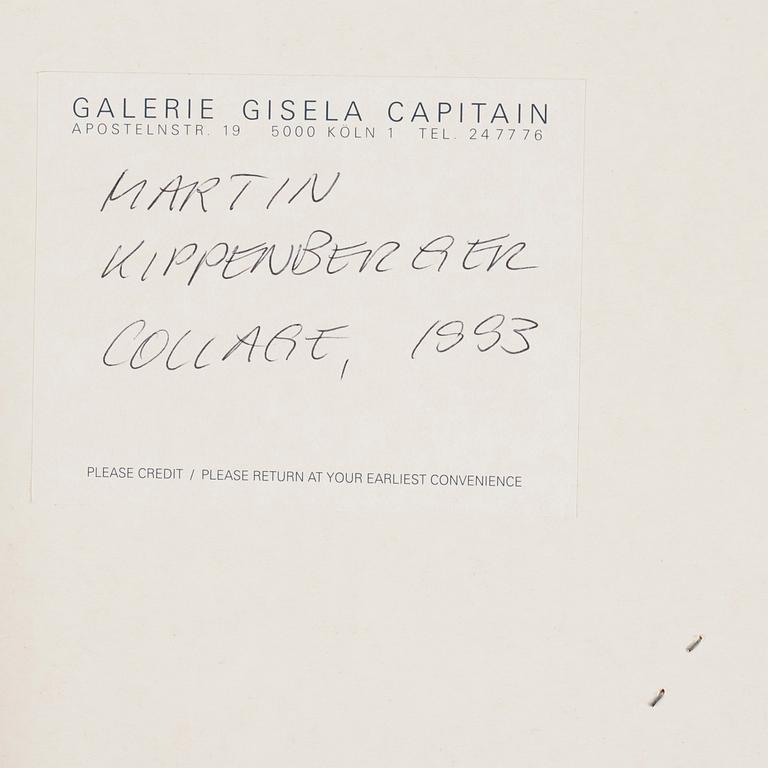 GALERIE GISELA CAPITAIN
APOSTELNSTR. 19 5000 KÖLN 1 TEL. 247776
MARTIN
KIPPENBERGER
COLLAGE, 1993
PLEASE CREDIT / PLEASE RETURN AT YOUR EARLIEST CONVENIENCE